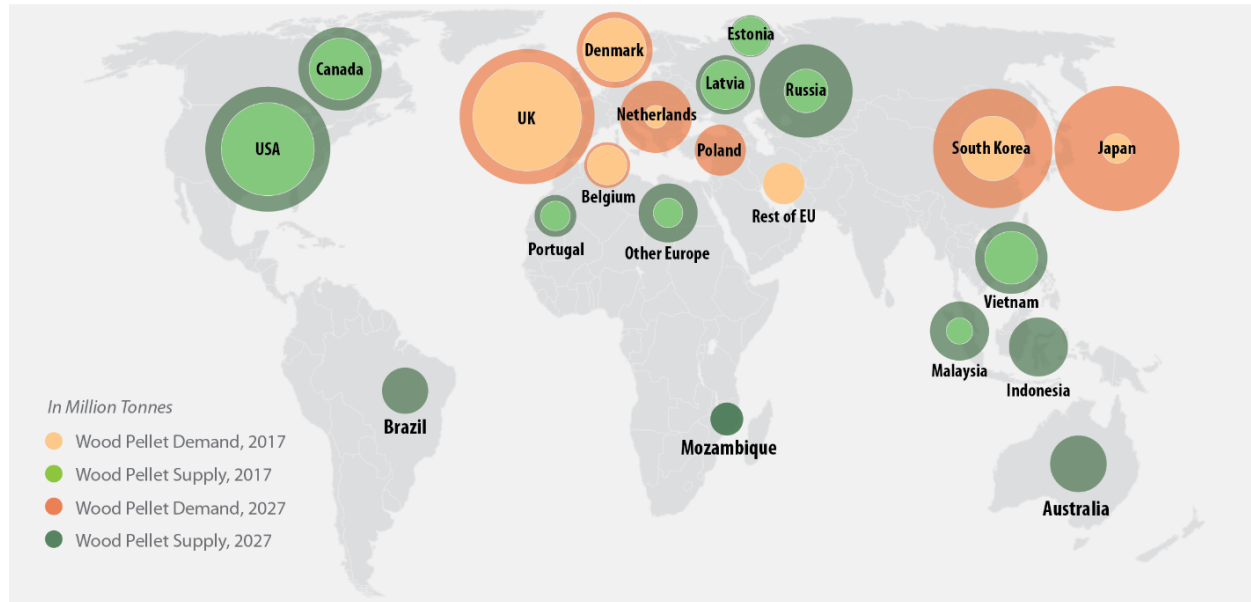 Estonia
Denmark
Canada
Latvia
Russia
UK
Netherlands
USA
Poland
South Korea
Japan
Belgium
Rest of EU
Portugal
Other Europe
Vietnam
Malaysia
Indonesia
Brazil
Mozambique
Australia
In Million Tonnes
Wood Pellet Demand, 2017
Wood Pellet Supply, 2017
Wood Pellet Demand, 2027
Wood Pellet Supply, 2027